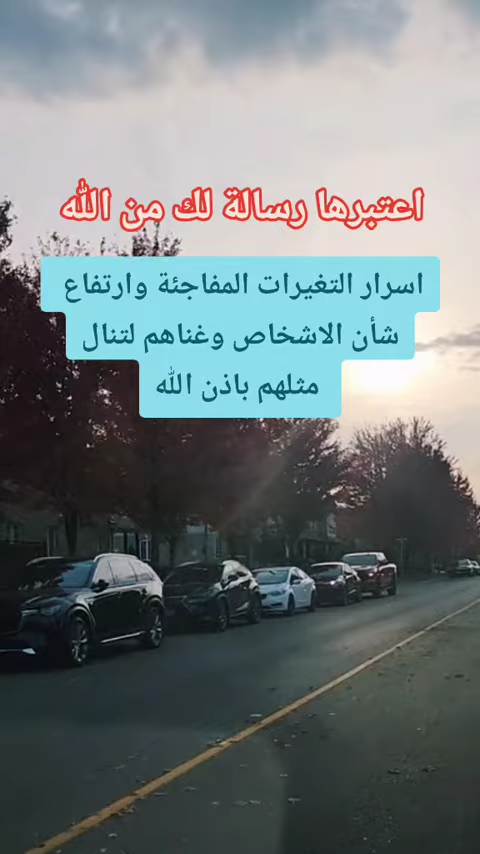 اعتبرها رسالة لك من الله
اسرار التغيرات المفاجئة وارتفاع
شأن الاشخاص وغناهم لتنال
مثلهم باذن الله